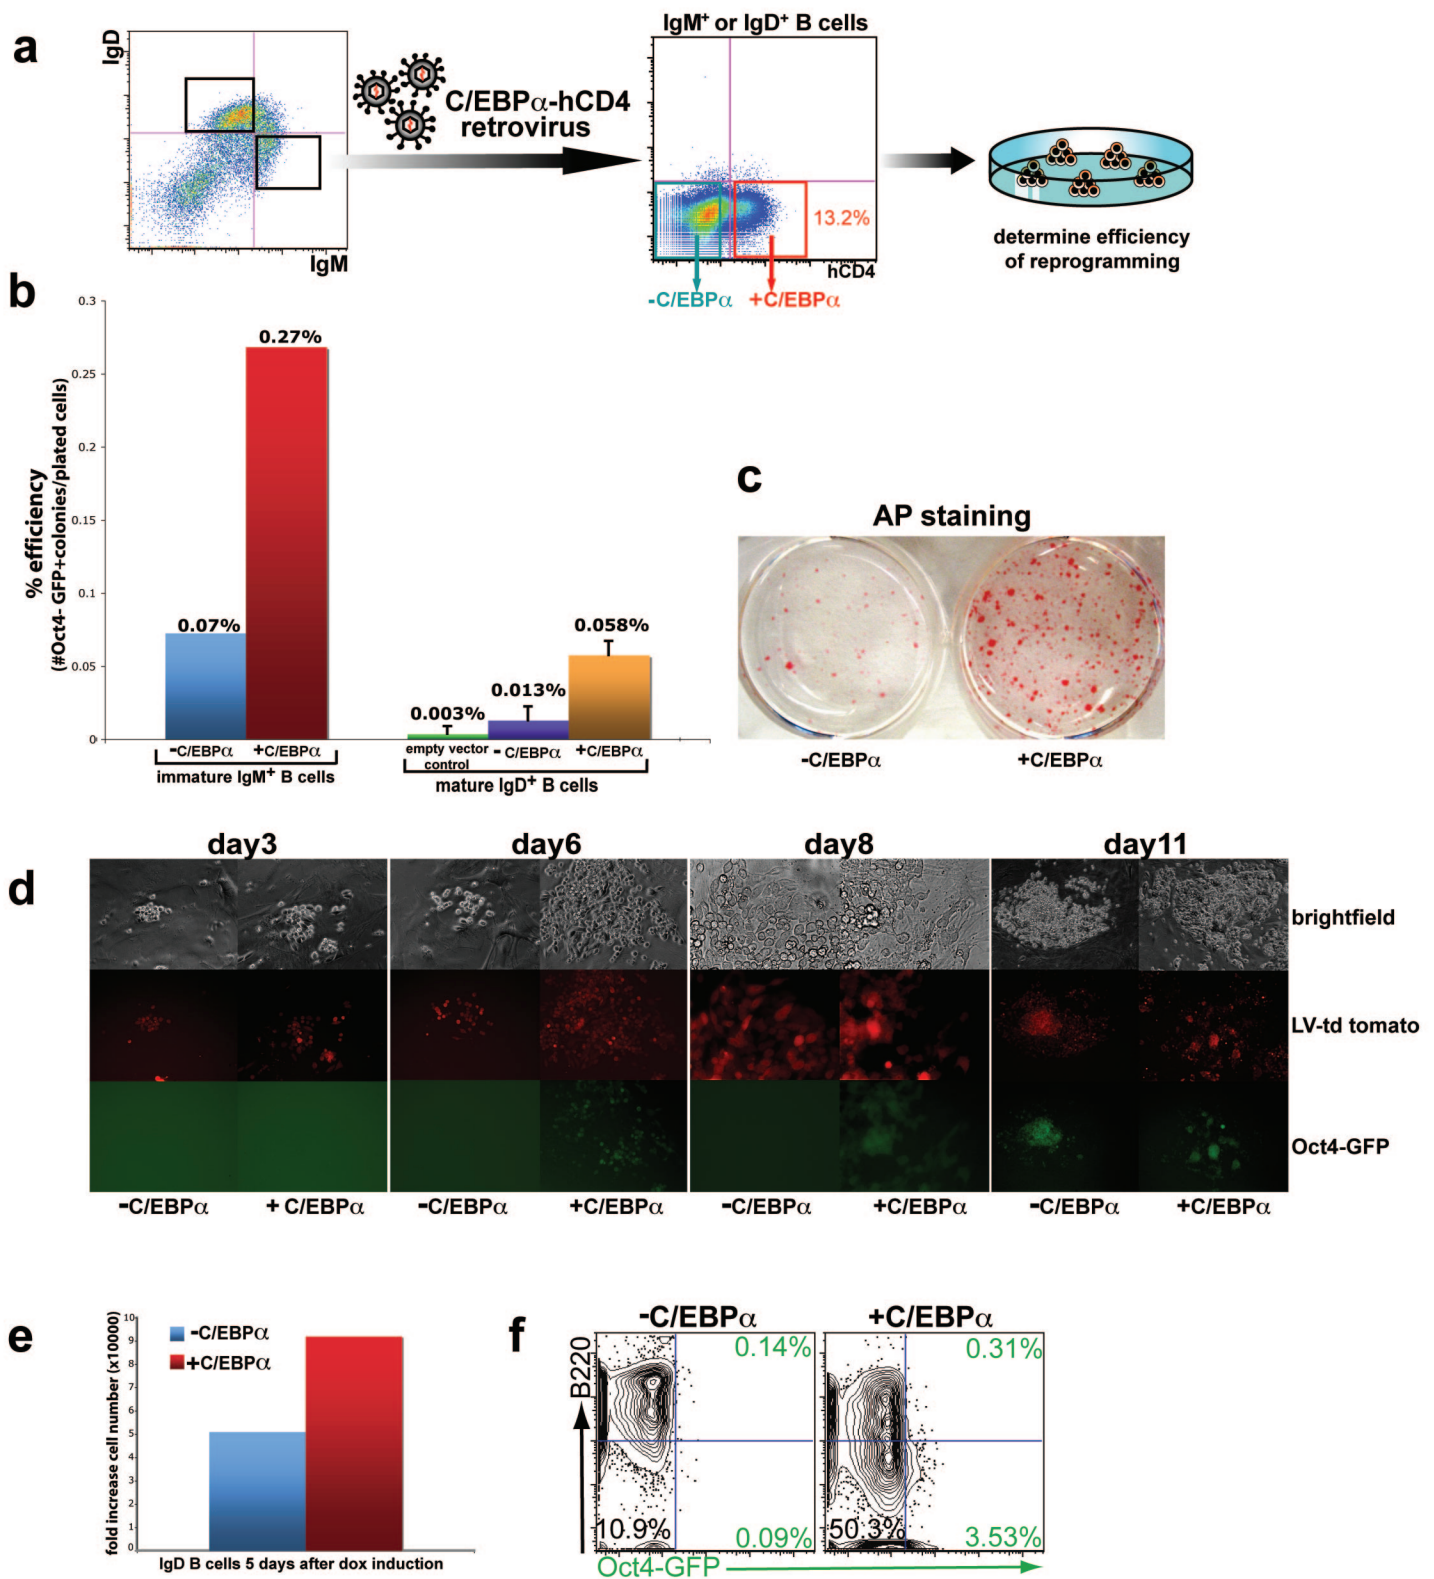 a
IgD
IgM
C/EBPα-hCD4
retrovirus
IgM+ or IgD+ B cells
13.2%
hCD4
-C/EBPα
+C/EBPα
determine efficiency
of reprogramming
b
% efficiency
(#Oct4- GFP+colonies/plated cells)
0.3
0.25
0.2
0.15
0.1
0.05
0
0.07%
0.27%
0.003%
0.013%
0.058%
-C/EBPα
+C/EBPα
immature IgM+ B cells
empty vector
control
- C/EBPα
+C/EBPα
mature IgD+ B cells
c
AP staining
-C/EBPα
+C/EBPα
d
day3
day6
day8
day11
brightfield
LV-td tomato
Oct4-GFP
-C/EBPα
+ C/EBPα
-C/EBPα
+C/EBPα
-C/EBPα
+C/EBPα
-C/EBPα
+C/EBPα
e
fold increase cell number (x10000)
10
9
8
7
6
5
4
3
2
1
0
-C/EBPα
+C/EBPα
IgD B cells 5 days after dox induction
f
-C/EBPα
+C/EBPα
B220
0.14%
0.31%
10.9%
0.09%
50.3%
3.53%
Oct4-GFP